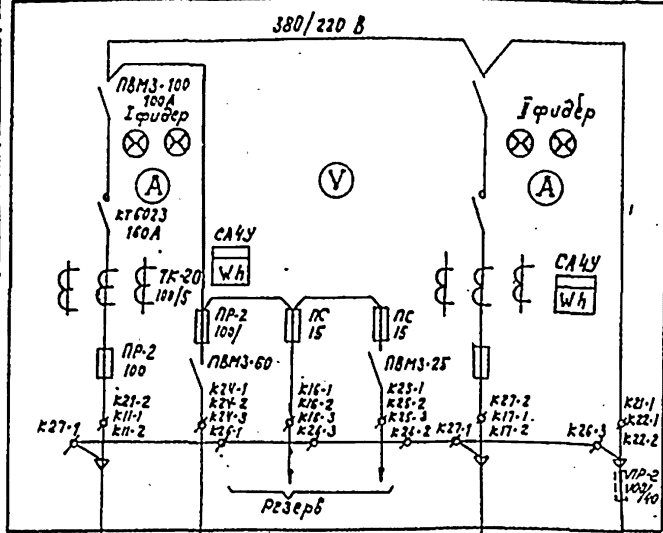 380/220 В
ПВМЗ-100
100А
I фидер
II фидер
А
V
А
КТ6023
160А
СА4У
Wh
ТК-20
100/5
СА4У
Wh
ПР-2
100/
ПС
15
ПС
15
ПР-2
100
ПВМЗ-60
ПВМЗ-25
К21-2
К11-1
К11-2
К24-1
К24-2
К24-3
К26-1
К16-1
К16-2
К16-3
К26-3
К25-1
К25-2
К25-3
К26-2
К27-2
К17-1
К17-2
К21-1
К22-1
К22-2
К27-1
К27-1
К26-3
Резерв
ПР-2